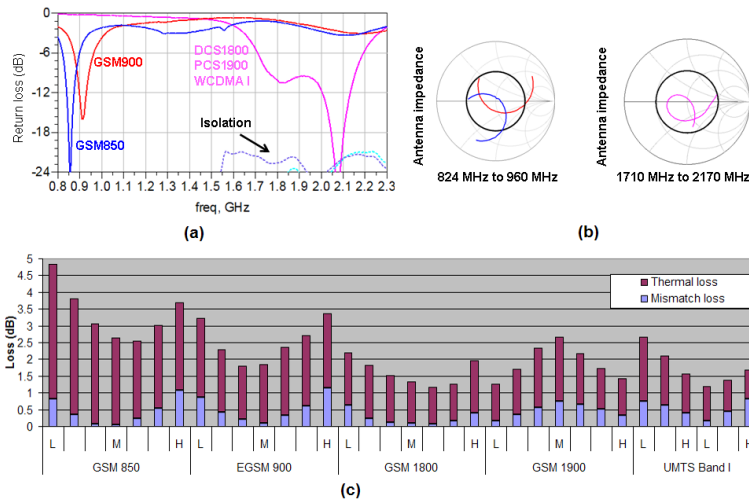 0
-6
-12
-18
-24
Return loss (dB)
GSM900
GSM850
DCS1800
PCS1900
WCDMA I
Isolation
0.8 0.9 1.0 1.1 1.2 1.3 1.4 1.5 1.6 1.7 1.8 1.9 2.0 2.1 2.2 2.3
freq, GHz
(a)
Antenna impedance
824 MHz to 960 MHz
Antenna impedance
1710 MHz to 2170 MHz
(b)
5
4.5
4
3.5
3
2.5
2
1.5
1
0.5
0
Loss (dB)
Thermal loss
Mismatch loss
L M H L M H L M H L M H L H L H
GSM 850 EGSM 900 GSM 1800 GSM 1900 UMTS Band I
(c)